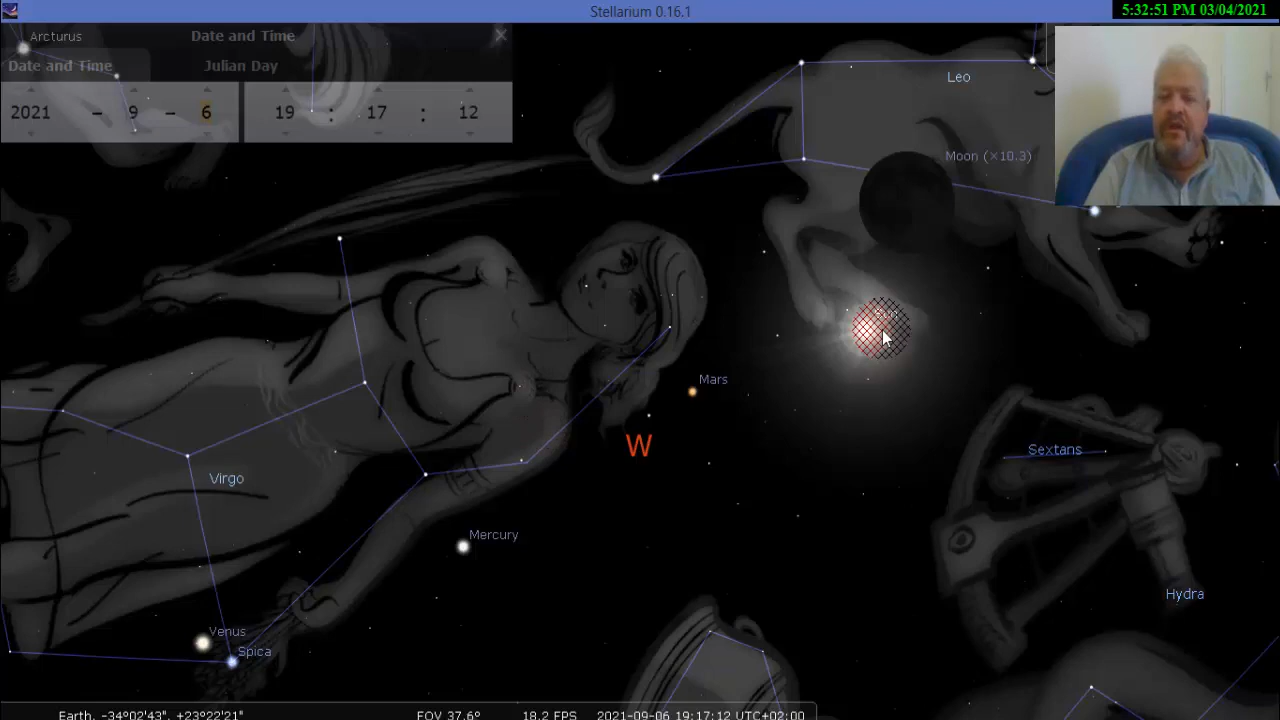 Stellarium 0.16.1
5:32:51 PM 03/04/2021
Arcturus
Date and Time
Date and Time
Julian Day
2021 - 9 - 6 19 : 17 : 12
Leo
Moon (×10.3)
Mars
W
Sextans
Virgo
Mercury
Hydra
Venus
Spica
Earth, -34°02'43", +23°22'21" FOV 37.6° 18.2 FPS 2021-09-06 19:17:12 UTC+02:00